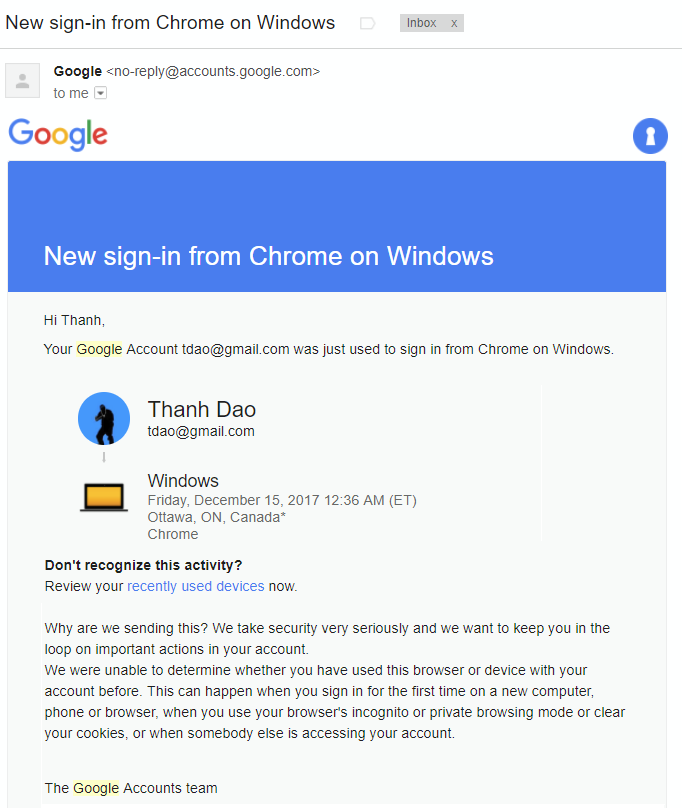 New sign-in from Chrome on Windows Inbox x
Google <no-reply@accounts.google.com>
to me
Google
New sign-in from Chrome on Windows
Hi Thanh,
Your Google Account tdao@gmail.com was just used to sign in from Chrome on Windows.
Thanh Dao
tdao@gmail.com
Windows
Friday, December 15, 2017 12:36 AM (ET)
Ottawa, ON, Canada*
Chrome
Don't recognize this activity?
Review your recently used devices now.
Why are we sending this? We take security very seriously and we want to keep you in the
loop on important actions in your account.
We were unable to determine whether you have used this browser or device with your
account before. This can happen when you sign in for the first time on a new computer,
phone or browser, when you use your browser's incognito or private browsing mode or clear
your cookies, or when somebody else is accessing your account.
The Google Accounts team